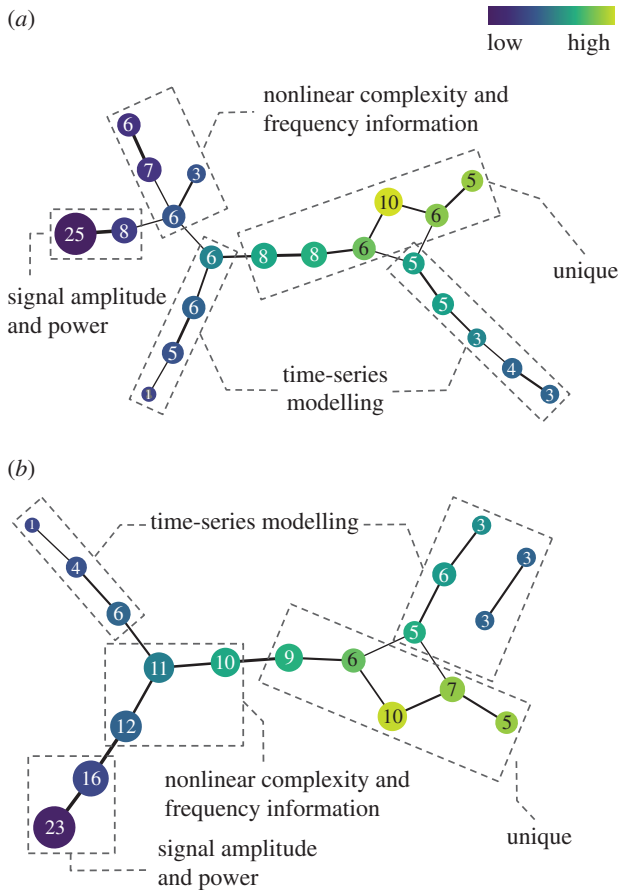 (a)
low high
nonlinear complexity and
frequency information
6
7
3
6
25 8
signal amplitude
and power
6
6
5
1
8 8 6
10
6
5
unique
5
5
3
4
3
time-series
modelling
(b)
1
4
6
time-series modelling
3
6
5
3
3
11 10 9 6
12
10
7
5
16
23
nonlinear complexity and
frequency information
signal amplitude
and power
unique